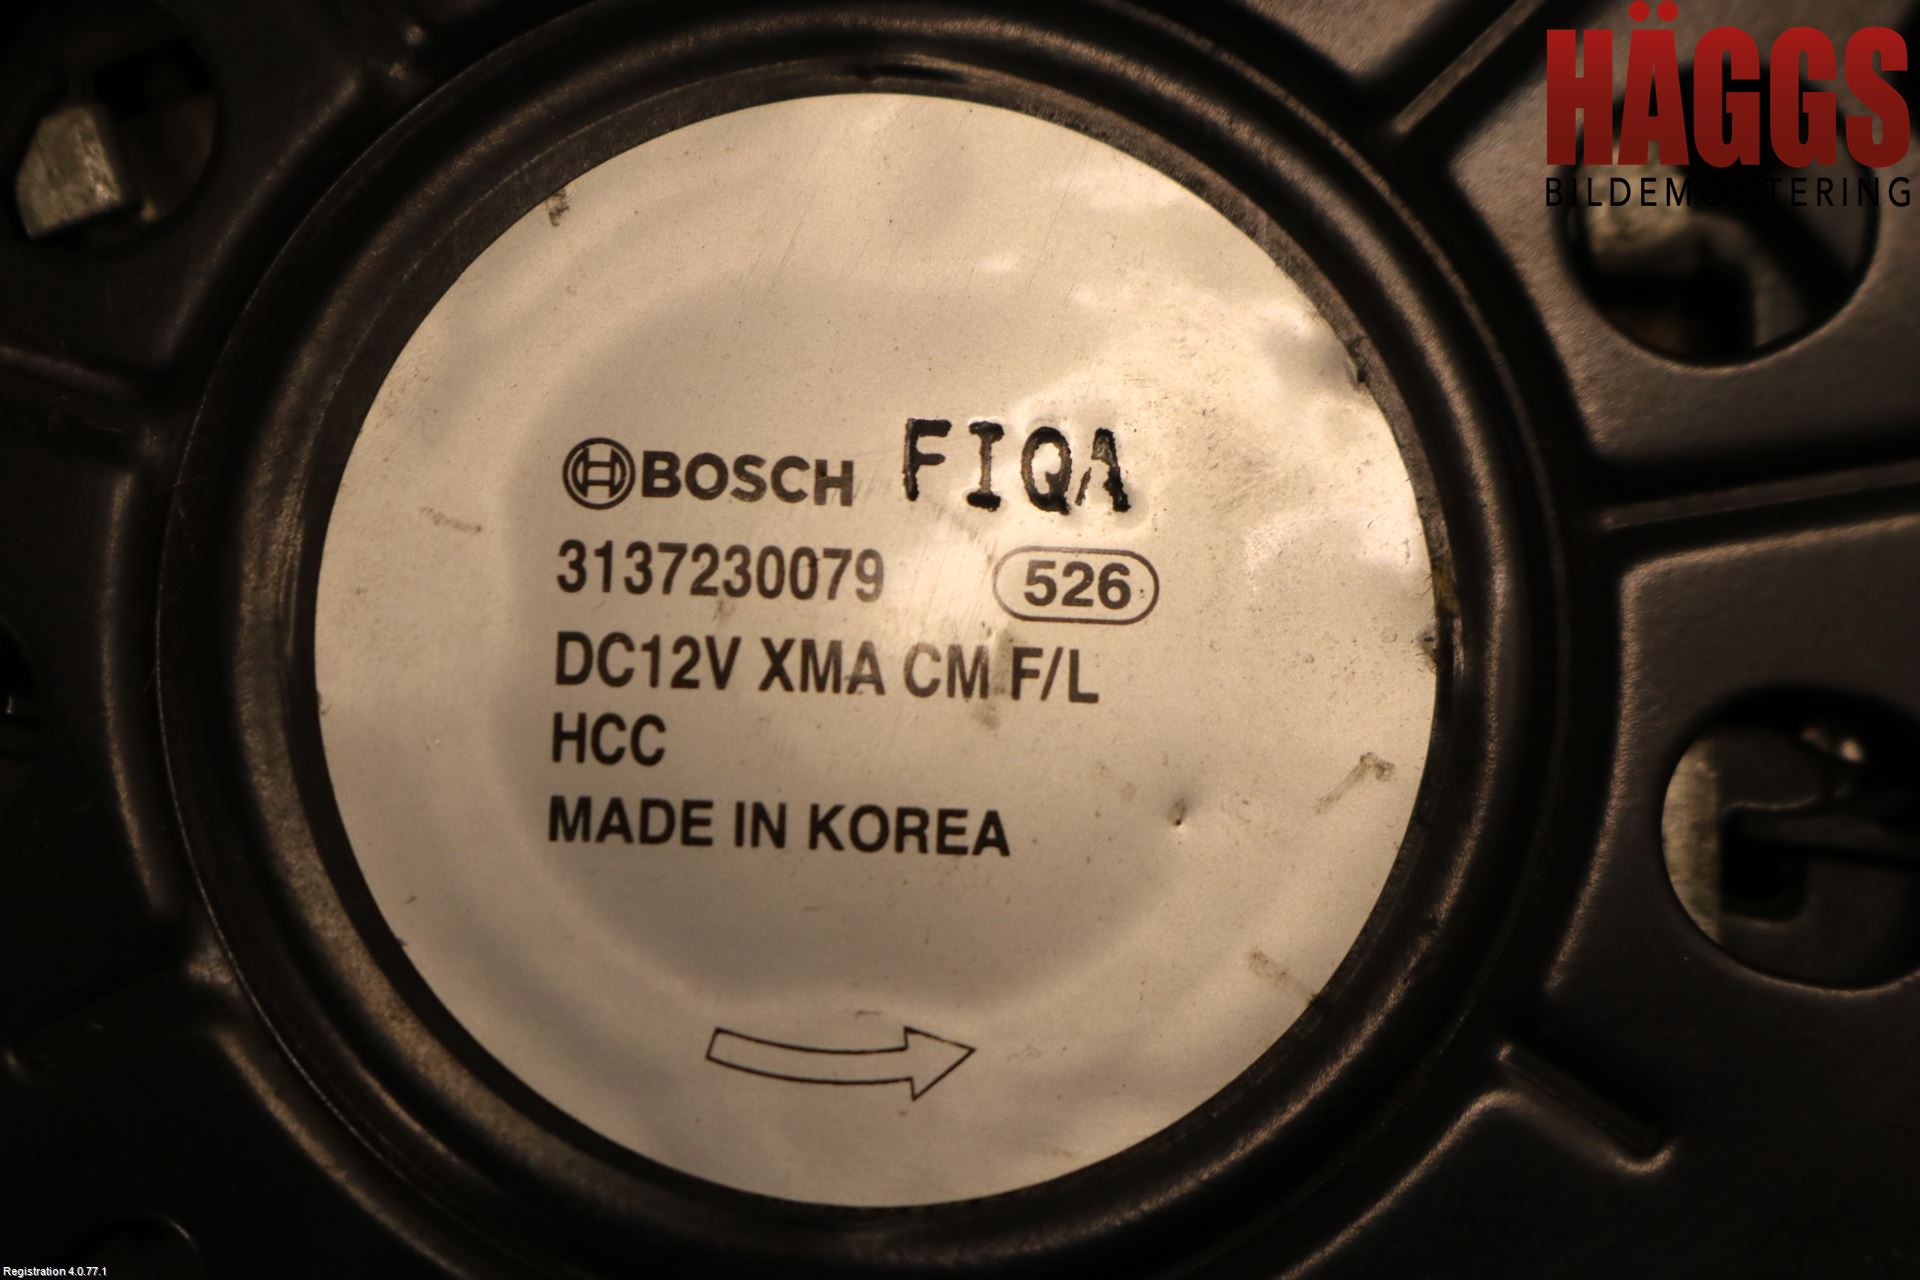 HÄGGS
BILDEMONTERING
BOSCH FIQA
3137230079 526
DC12V XMA CM F/L
HCC
MADE IN KOREA
Registration 4.0.77.1